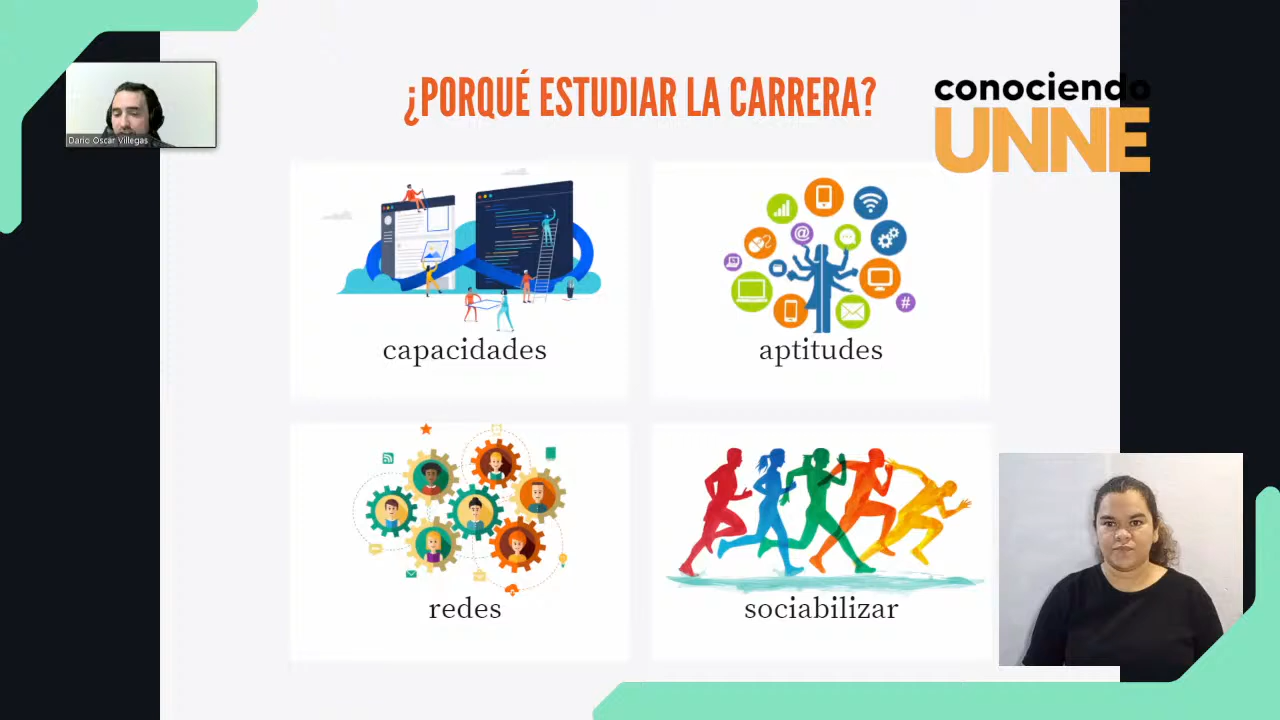 ¿PORQUÉ ESTUDIAR LA CARRERA?
conociendo
UNNE
Dario Oscar Villegas
capacidades
aptitudes
@
#
redes
sociabilizar